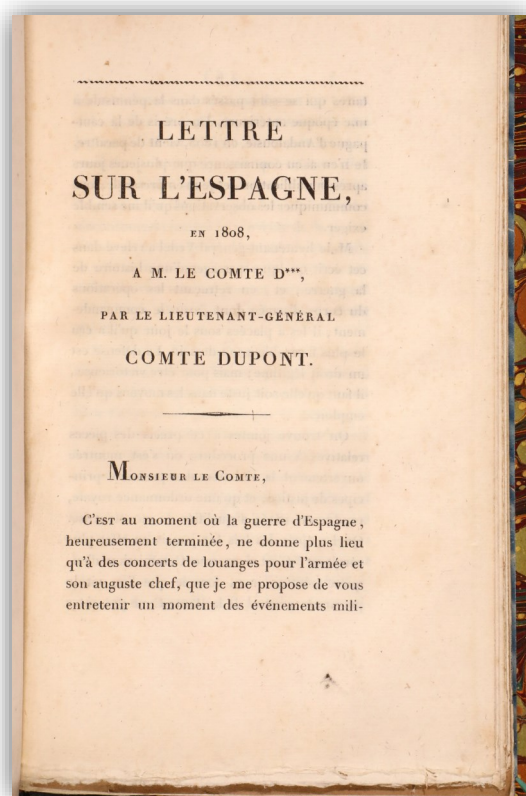 LETTRE
SUR L'ESPAGNE,
EN 1808,
A M. LE COMTE D***,
PAR LE LIEUTENANT-GÉNÉRAL
COMTE DUPONT.
MONSIEUR LE COMTE,
C'EST au moment où la guerre d'Espagne,
heureusement terminée, ne donne plus lieu
qu'à des concerts de louanges pour l'armée et
son auguste chef, que je me propose de vous
entretenir un moment des événements mili-